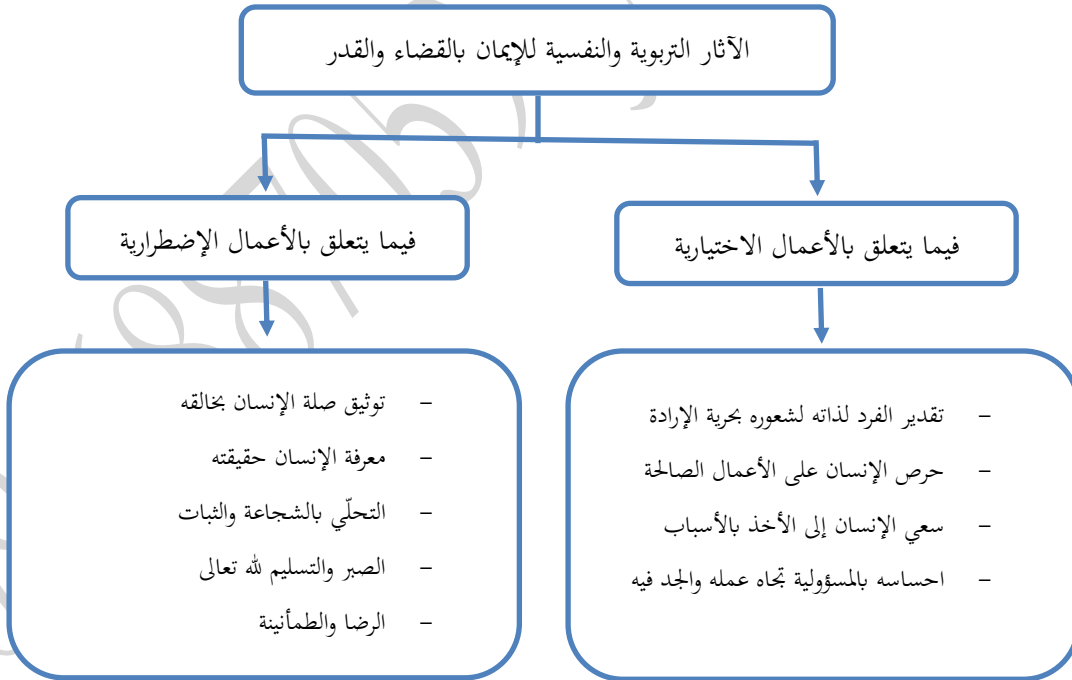 الآثار التربوية والنفسية للإيمان بالقضاء والقدر
فيما يتعلق بالأعمال الاختيارية
فيما يتعلق بالأعمال الإضطرارية
- تقدير الفرد لذاته لشعوره بحرية الإرادة
- حرص الإنسان على الأعمال الصالحة
- سعي الإنسان إلى الأخذ بالأسباب
- احساسه بالمسؤولية تجاه عمله والجد فيه
- توثيق صلة الإنسان بخالقه
- معرفة الإنسان حقيقته
- التحلّي بالشجاعة والثبات
- الصبر والتسليم لله تعالى
- الرضا والطمأنينة